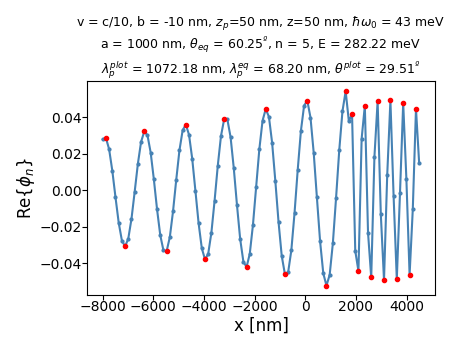 v = c/10, b = -10 nm, z_p=50 nm, z=50 nm, ℏω₀ = 43 meV
a = 1000 nm, θ_eq = 60.25°, n = 5, E = 282.22 meV
λ_p^plot = 1072.18 nm, λ_p^eq = 68.20 nm, θ^plot = 29.51°
Re{ϕ_n}
0.04
0.02
0.00
−0.02
−0.04
−8000 −6000 −4000 −2000 0 2000 4000
x [nm]